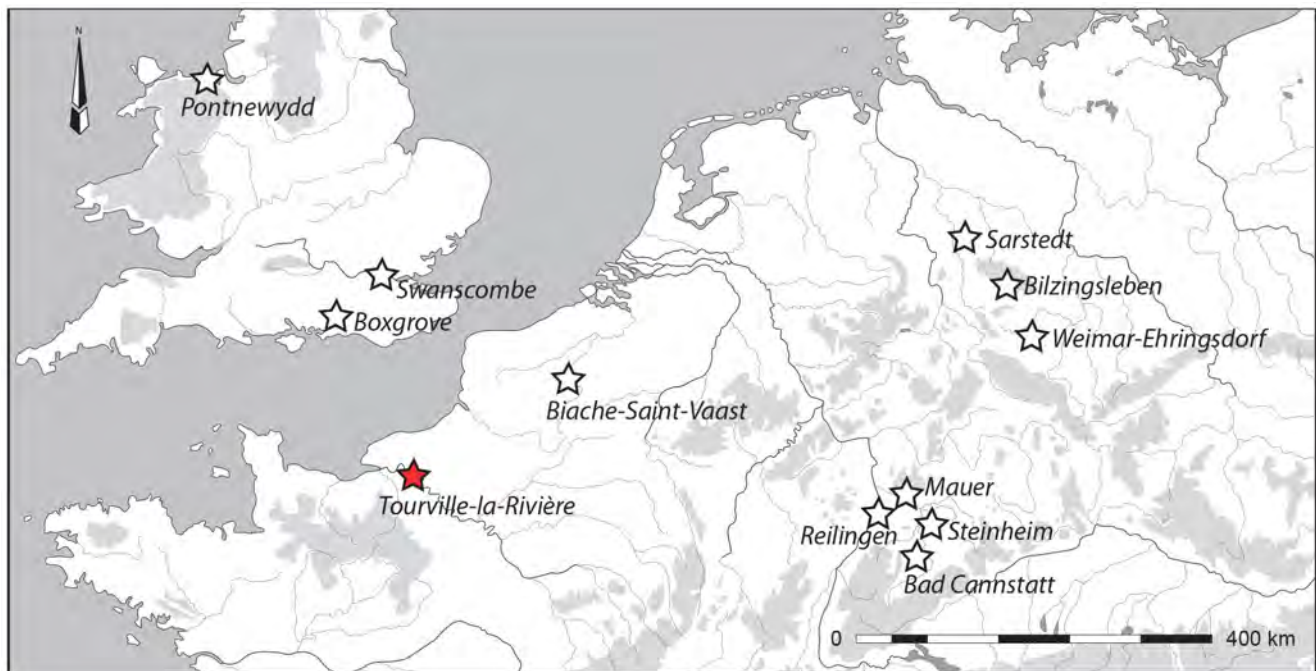 N
Pontnewydd
Sarstedt
Swanscombe
Bilzingsleben
Boxgrove
Weimar-Ehringsdorf
Biache-Saint-Vaast
Mauer
Tourville-la-Rivière
Reilingen
Steinheim
Bad Cannstatt
0 400 km